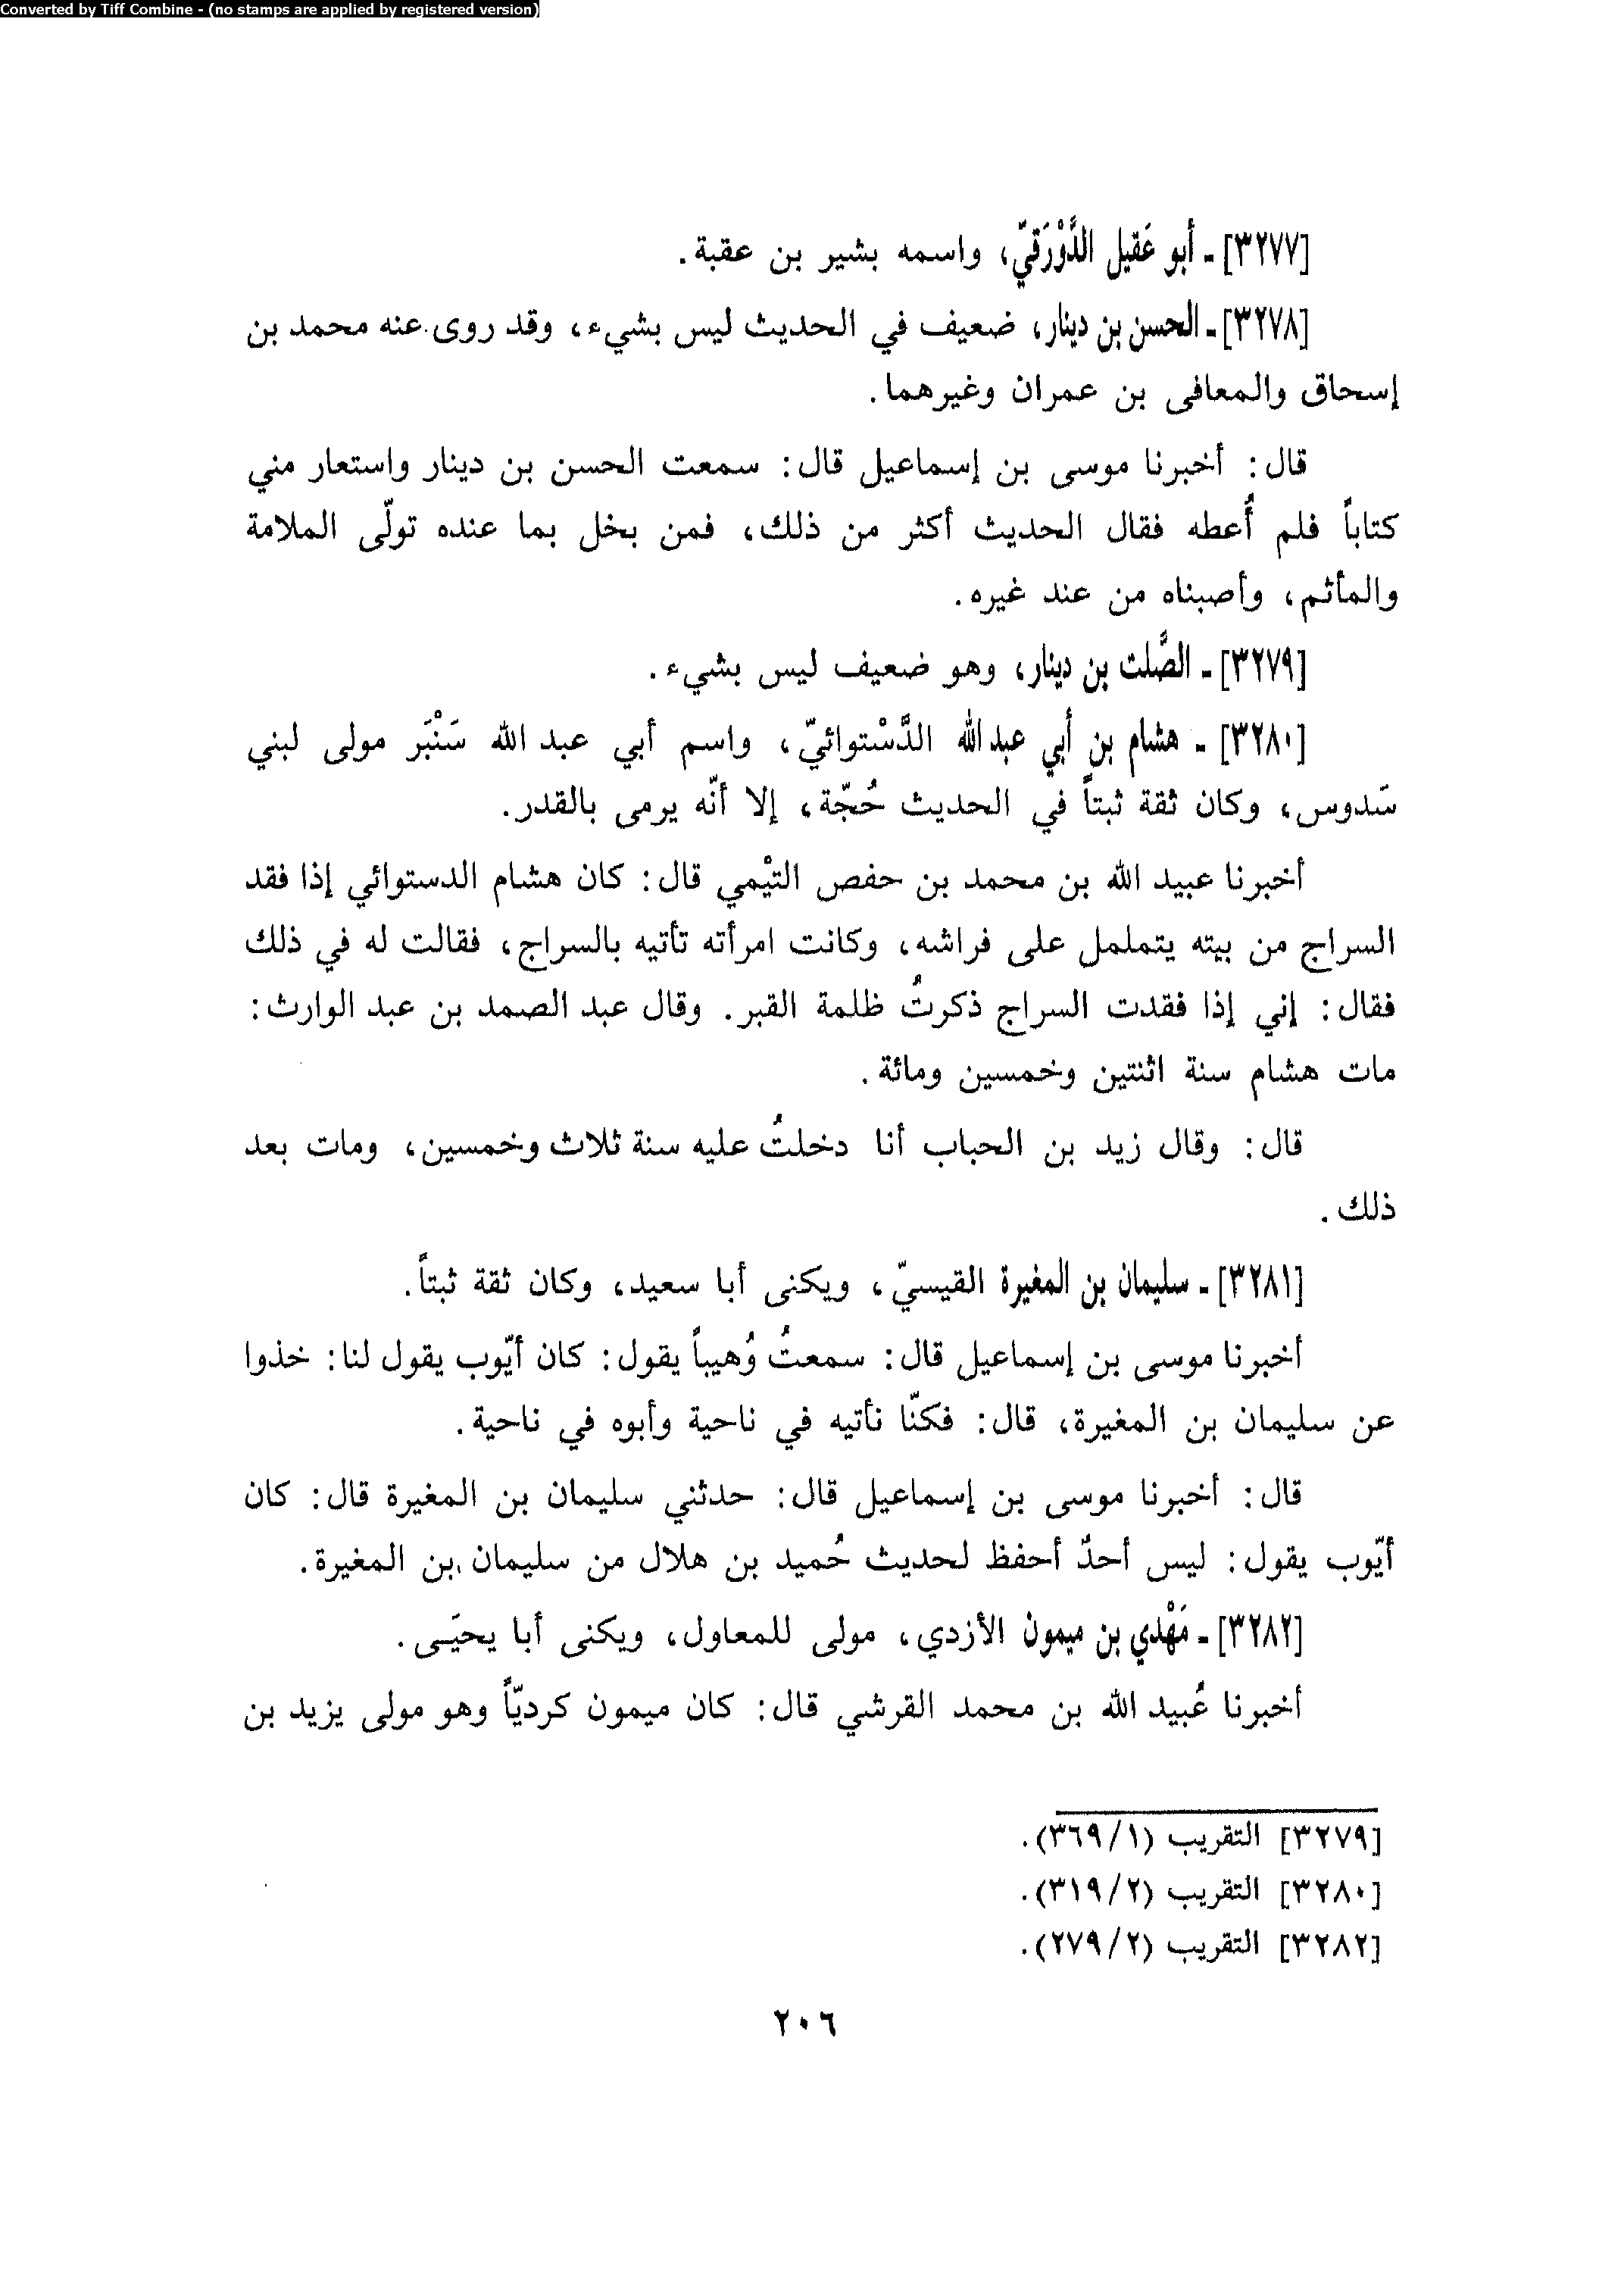 Converted by Tiff Combine - (no stamps are applied by registered version)
[٣٢٧٧] - أبو عَقيل الدَّوْرَقيّ، واسمه بشير بن عقبة.
[٣٢٧٨] - الحسن بن دينار، ضعيف في الحديث ليس بشيء، وقد روى عنه محمد بن
إسحاق والمعافى بن عمران وغيرهما.
قال: أخبرنا موسى بن إسماعيل قال: سمعت الحسن بن دينار واستعار مني
كتاباً فلم أُعطه فقال الحديث أكثر من ذلك، فمن بخل بما عنده تولّى الملامة
والمأثم، وأصبناه من عند غيره.
[٣٢٧٩] - الصَّلت بن دينار، وهو ضعيف ليس بشيء.
[٣٢٨٠] - هشام بن أبي عبد الله الدَّسْتوائيّ، واسم أبي عبد الله سَنْبَر مولى لبني
سَدوس، وكان ثقة ثبتاً في الحديث حُجّة، إلا أنّه يرمى بالقدر.
أخبرنا عبيد الله بن محمد بن حفص التيْمي قال: كان هشام الدستوائي إذا فقد
السراج من بيته يتململ على فراشه، وكانت امرأته تأتيه بالسراج، فقالت له في ذلك
فقال: إني إذا فقدت السراج ذكرتُ ظلمة القبر. وقال عبد الصمد بن عبد الوارث:
مات هشام سنة اثنتين وخمسين ومائة.
قال: وقال زيد بن الحباب أنا دخلتُ عليه سنة ثلاث وخمسين، ومات بعد
ذلك.
[٣٢٨١] - سليمان بن المغيرة القيسيّ، ويكنى أبا سعيد، وكان ثقة ثبتاً.
أخبرنا موسى بن إسماعيل قال: سمعتُ وُهيباً يقول: كان أيّوب يقول لنا: خذوا
عن سليمان بن المغيرة، قال: فكنّا نأتيه في ناحية وأبوه في ناحية.
قال: أخبرنا موسى بن إسماعيل قال: حدثني سليمان بن المغيرة قال: كان
أيّوب يقول: ليس أحدٌ أحفظ لحديث حُميد بن هلال من سليمان بن المغيرة.
[٣٢٨٢] - مَهْدي بن ميمون الأزدي، مولى للمعاول، ويكنى أبا يحيَـى.
أخبرنا عُبيد الله بن محمد القرشي قال: كان ميمون كرديّاً وهو مولى يزيد بن
[٣٢٧٩] التقريب (٣٦٩/١).
[٣٢٨٠] التقريب (٣١٩/٢).
[٣٢٨٢] التقريب (٢٧٩/٢).
٢٠٦